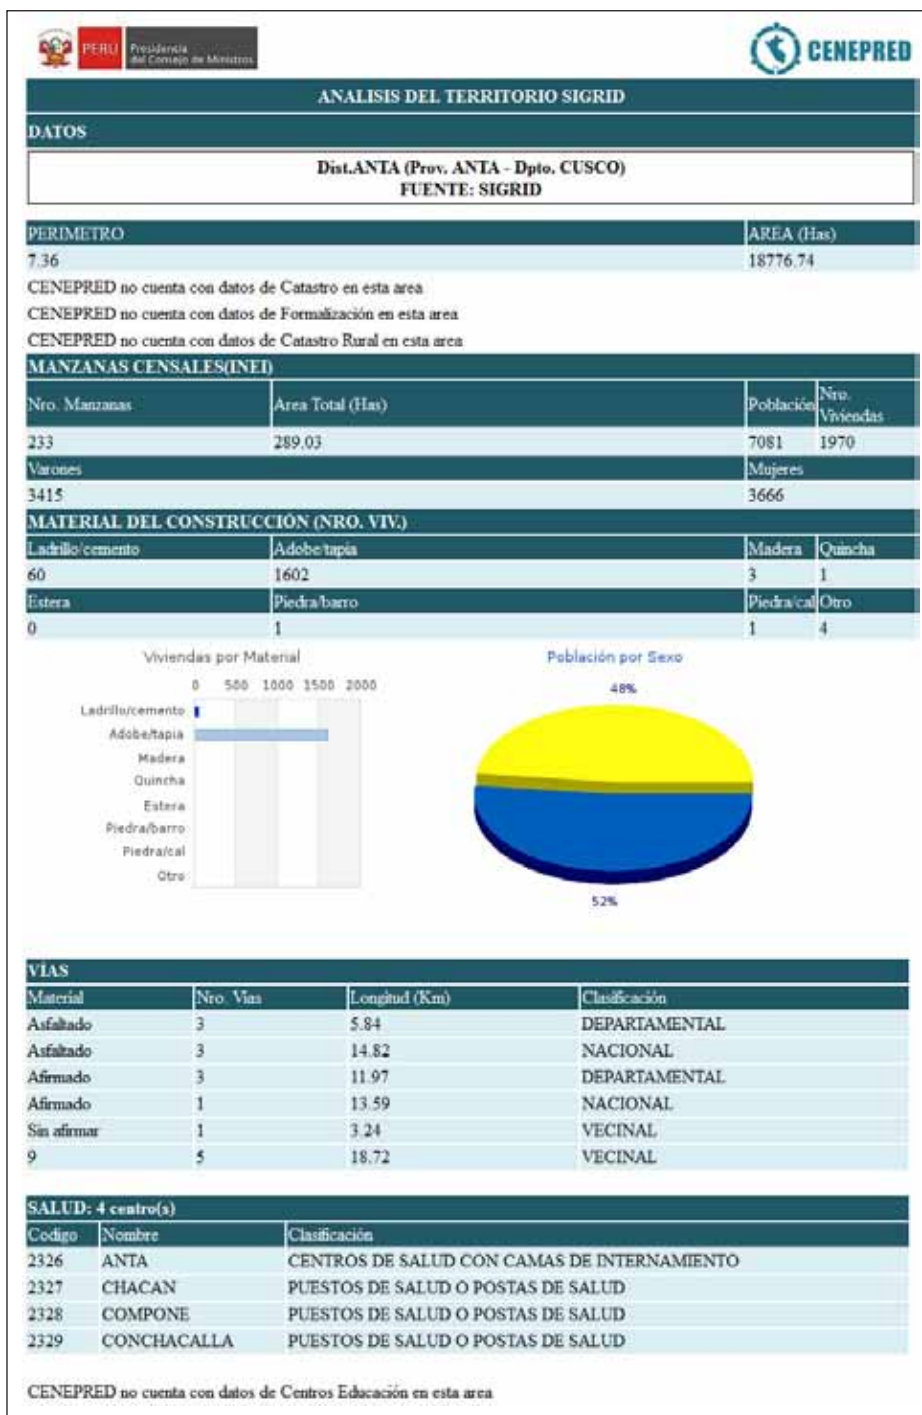 PERÚ Presidencia
del Consejo de Ministros
CENEPRED
ANALISIS DEL TERRITORIO SIGRID
DATOS
Dist.ANTA (Prov. ANTA - Dpto. CUSCO)
FUENTE: SIGRID
PERIMETRO AREA (Has)
7.36 18776.74
CENEPRED no cuenta con datos de Catastro en esta area
CENEPRED no cuenta con datos de Formalización en esta area
CENEPRED no cuenta con datos de Catastro Rural en esta area
MANZANAS CENSALES(INEI)
Nro. Manzanas Area Total (Has) Población Nro. Viviendas
233 289.03 7081 1970
Varones Mujeres
3415 3666
MATERIAL DEL CONSTRUCCIÓN (NRO. VIV.)
Ladrillo/cemento Adobe/tapia Madera Quincha
60 1602 3 1
Estera Piedra/barro Piedra/cal Otro
0 1 1 4
Viviendas por Material
0 500 1000 1500 2000
Ladrillo/cemento
Adobe/tapia
Madera
Quincha
Estera
Piedra/barro
Piedra/cal
Otro
Población por Sexo
48%
52%
VÍAS
Material Nro. Vias Longitud (Km) Clasificación
Asfaltado 3 5.84 DEPARTAMENTAL
Asfaltado 3 14.82 NACIONAL
Afirmado 3 11.97 DEPARTAMENTAL
Afirmado 1 13.59 NACIONAL
Sin afirmar 1 3.24 VECINAL
9 5 18.72 VECINAL
SALUD: 4 centro(s)
Codigo Nombre Clasificación
2326 ANTA CENTROS DE SALUD CON CAMAS DE INTERNAMIENTO
2327 CHACAN PUESTOS DE SALUD O POSTAS DE SALUD
2328 COMPONE PUESTOS DE SALUD O POSTAS DE SALUD
2329 CONCHACALLA PUESTOS DE SALUD O POSTAS DE SALUD
CENEPRED no cuenta con datos de Centros Educación en esta area